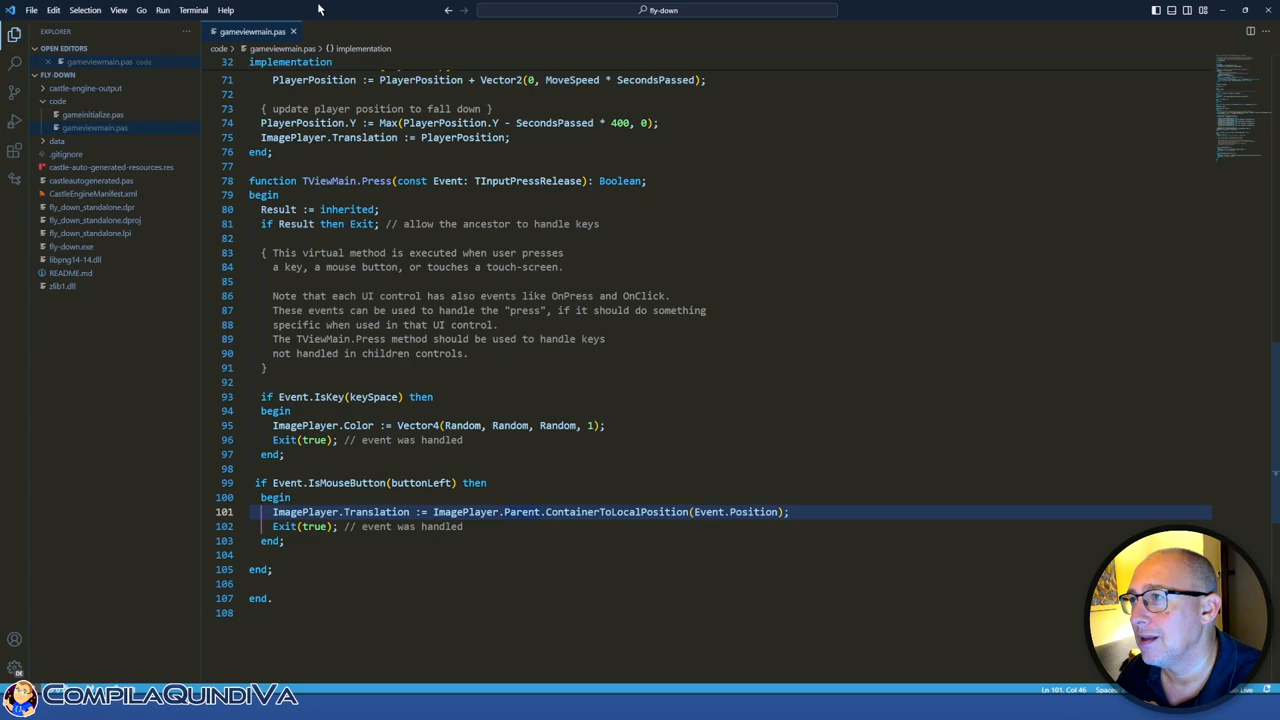 File Edit Selection View Go Run Terminal Help
fly-down
EXPLORER
gameviewmain.pas
OPEN EDITORS
code > gameviewmain.pas > {} implementation
gameviewmain.pas code
FLY-DOWN
castle-engine-output
code
gameinitialize.pas
gameviewmain.pas
data
.gitignore
castle-auto-generated-resources.res
castleautogenerated.pas
CastleEngineManifest.xml
fly_down_standalone.dpr
fly_down_standalone.dproj
fly_down_standalone.lpi
fly-down.exe
libpng14-14.dll
README.md
zlib1.dll
32 implementation
71 PlayerPosition := PlayerPosition + Vector2(0, MoveSpeed * SecondsPassed);
72
73 { update player position to fall down }
74 PlayerPosition.Y := Max(PlayerPosition.Y - SecondsPassed * 400, 0);
75 ImagePlayer.Translation := PlayerPosition;
76 end;
77
78 function TViewMain.Press(const Event: TInputPressRelease): Boolean;
79 begin
80 Result := inherited;
81 if Result then Exit; // allow the ancestor to handle keys
82
83 { This virtual method is executed when user presses
84 a key, a mouse button, or touches a touch-screen.
85
86 Note that each UI control has also events like OnPress and OnClick.
87 These events can be used to handle the "press", if it should do something
88 specific when used in that UI control.
89 The TViewMain.Press method should be used to handle keys
90 not handled in children controls.
91 }
92
93 if Event.IsKey(keySpace) then
94 begin
95 ImagePlayer.Color := Vector4(Random, Random, Random, 1);
96 Exit(true); // event was handled
97 end;
98
99 if Event.IsMouseButton(buttonLeft) then
100 begin
101 ImagePlayer.Translation := ImagePlayer.Parent.ContainerToLocalPosition(Event.Position);
102 Exit(true); // event was handled
103 end;
104
105 end;
106
107 end.
108
DE
COMPILAQUINDIVA
Ln 101, Col 46